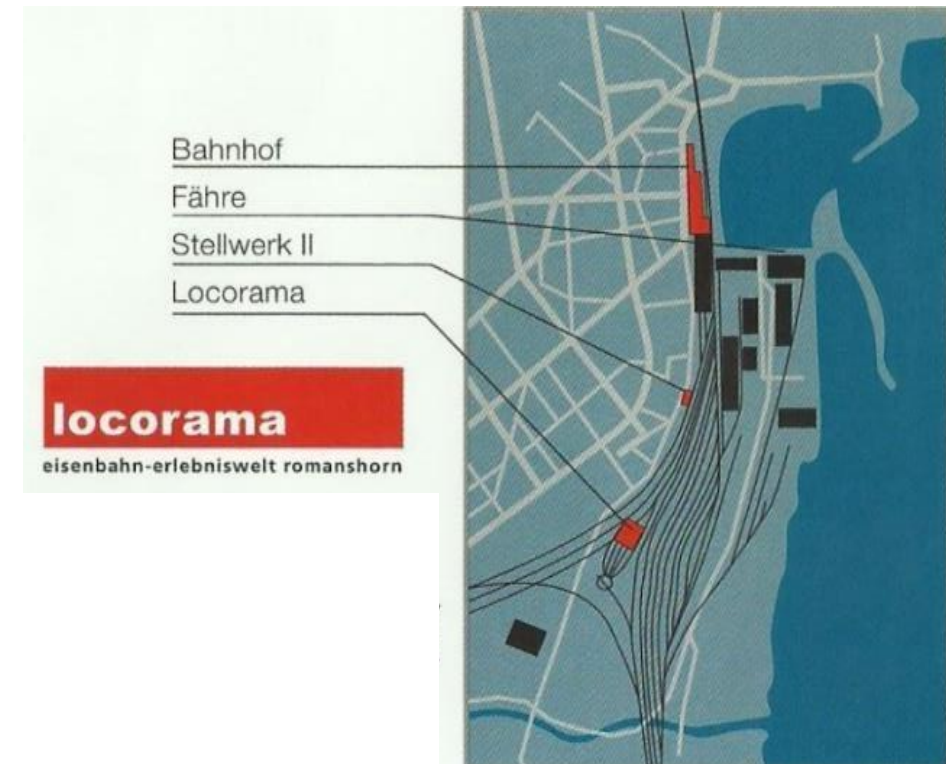 Bahnhof
Fähre
Stellwerk II
Locorama
locorama
eisenbahn-erlebniswelt romanshorn